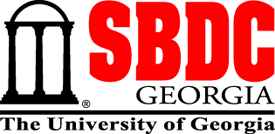 SBDC
GEORGIA
®
The University of Georgia